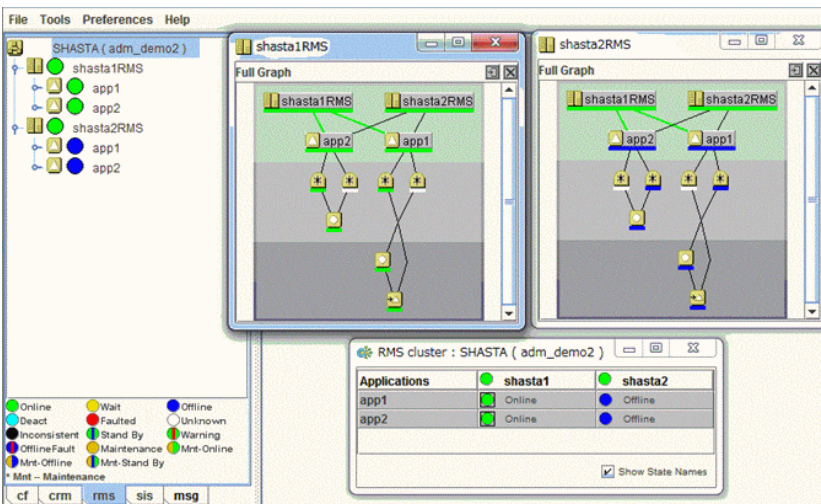 File Tools Preferences Help
SHASTA ( adm_demo2 )
shasta1RMS
app1
app2
shasta2RMS
app1
app2
Online Wait Offline
Deact Faulted Unknown
Inconsistent Stand By Warning
OfflineFault Maintenance Mnt-Online
Mnt-Offline Mnt-Stand By
* Mnt -- Maintenance
cf crm rms sis msg
shasta1RMS
Full Graph
shasta1RMS shasta2RMS
app2 app1
shasta2RMS
Full Graph
shasta1RMS shasta2RMS
app2 app1
RMS cluster : SHASTA ( adm_demo2 )
Applications shasta1 shasta2
app1 Online Offline
app2 Online Offline
Show State Names